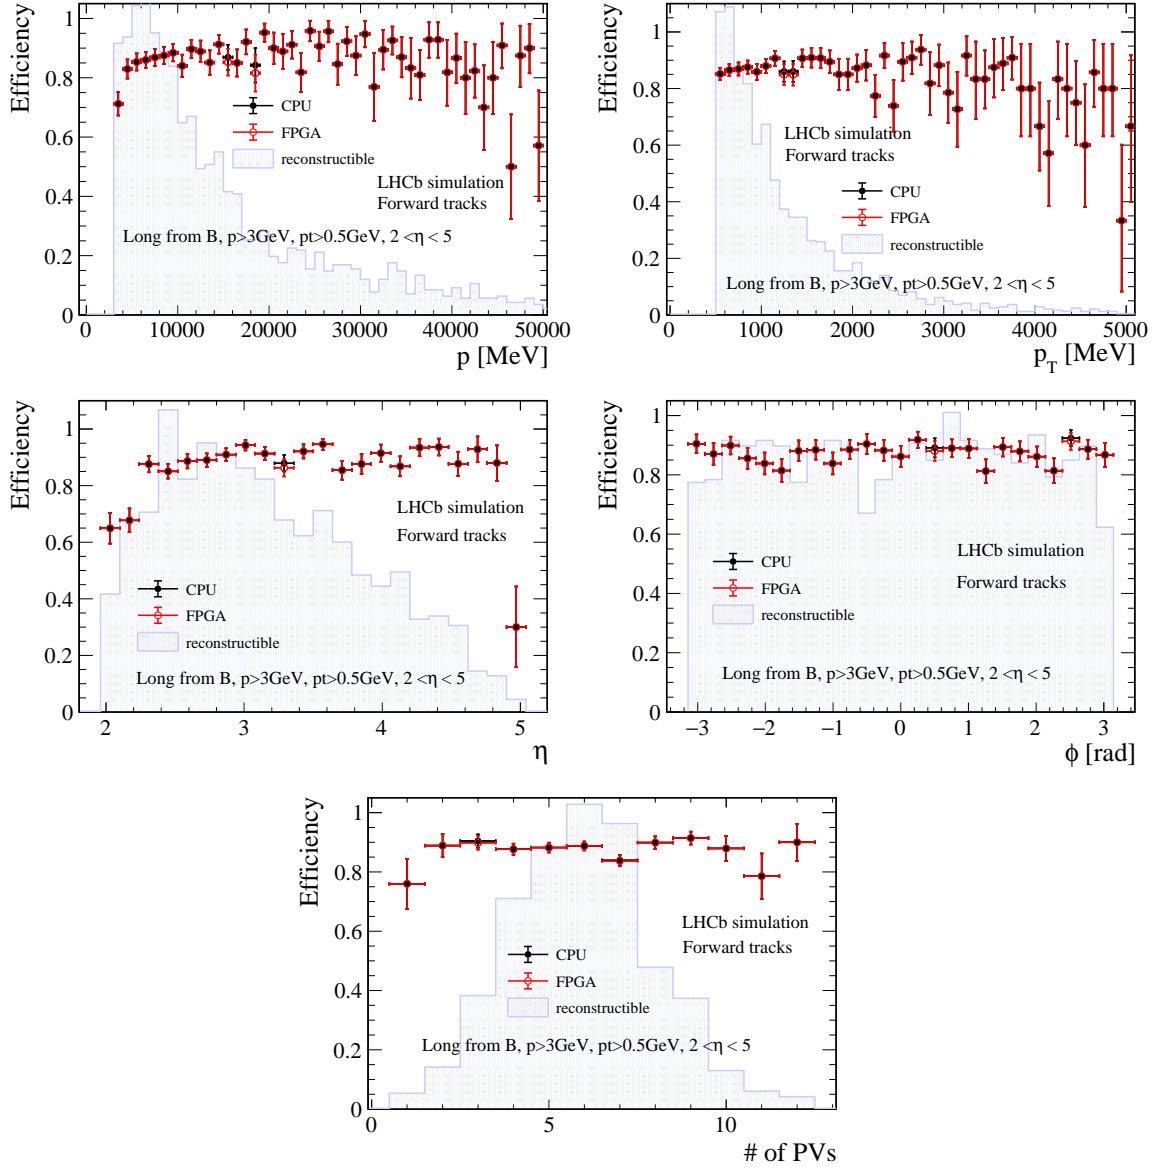 Efficiency
1
0.8
0.6
0.4
0.2
0
CPU
FPGA
reconstructible
LHCb simulation
Forward tracks
Long from B, p>3GeV, pt>0.5GeV, 2 <η < 5
0 10000 20000 30000 40000 50000
p [MeV]
Efficiency
1
0.8
0.6
0.4
0.2
0
LHCb simulation
Forward tracks
CPU
FPGA
reconstructible
Long from B, p>3GeV, pt>0.5GeV, 2 <η < 5
0 1000 2000 3000 4000 5000
p_T [MeV]
Efficiency
1
0.8
0.6
0.4
0.2
0
LHCb simulation
Forward tracks
CPU
FPGA
reconstructible
Long from B, p>3GeV, pt>0.5GeV, 2 <η < 5
2 3 4 5
η
Efficiency
1
0.8
0.6
0.4
0.2
0
LHCb simulation
Forward tracks
CPU
FPGA
reconstructible
Long from B, p>3GeV, pt>0.5GeV, 2 <η < 5
−3 −2 −1 0 1 2 3
ϕ [rad]
Efficiency
1
0.8
0.6
0.4
0.2
0
LHCb simulation
Forward tracks
CPU
FPGA
reconstructible
Long from B, p>3GeV, pt>0.5GeV, 2 <η < 5
0 5 10
# of PVs